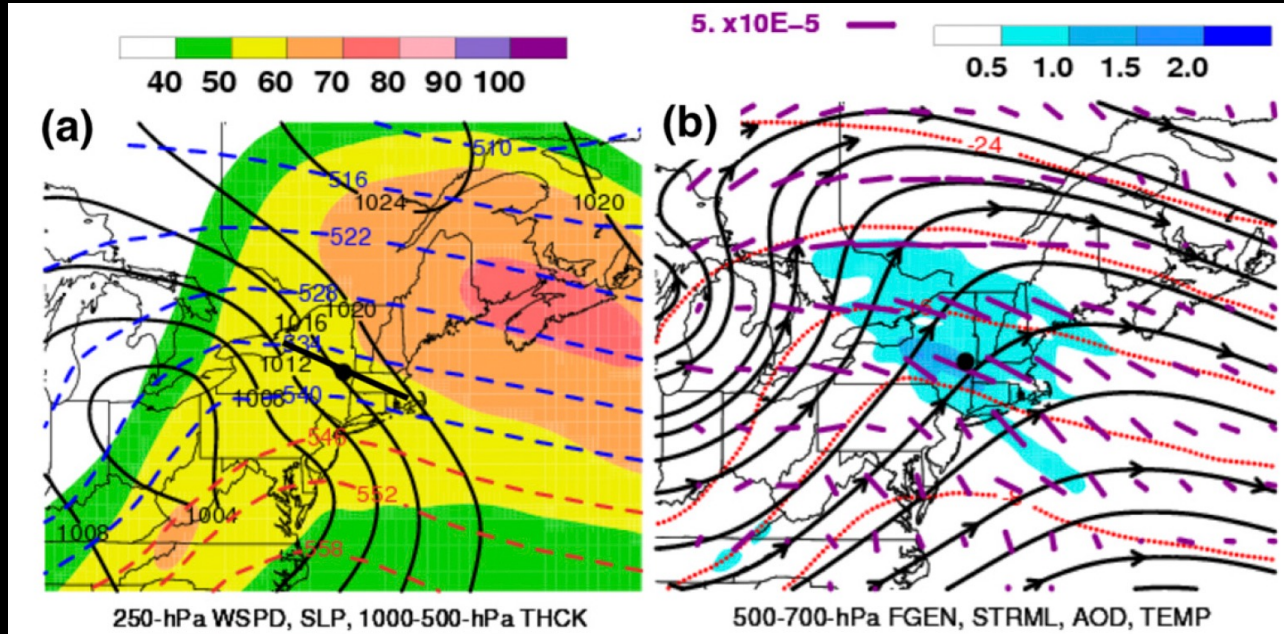 5. x10E–5
40 50 60 70 80 90 100
0.5 1.0 1.5 2.0
(a)
510
516
1024
1020
522
528
1020
1016
534
1012
1008
540
546
552
1004
1008
558
250-hPa WSPD, SLP, 1000-500-hPa THCK
(b)
-24
500-700-hPa FGEN, STRML, AOD, TEMP